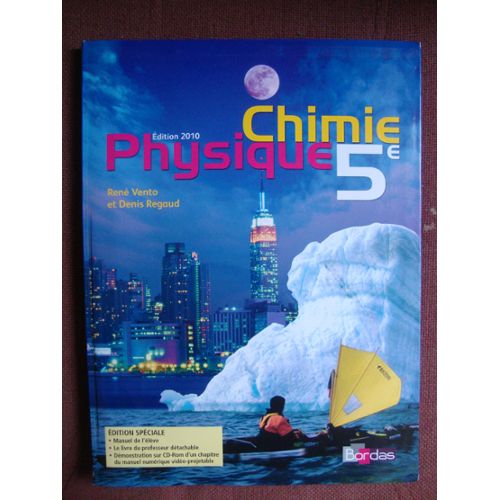 Édition 2010
Chimie
Physique 5E
René Vento
et Denis Regaud
ÉDITION SPÉCIALE
• Manuel de l'élève
• Le livre du professeur détachable
• Démonstration sur CD-Rom d'un chapitre
du manuel numérique vidéo-projetable
Bordas